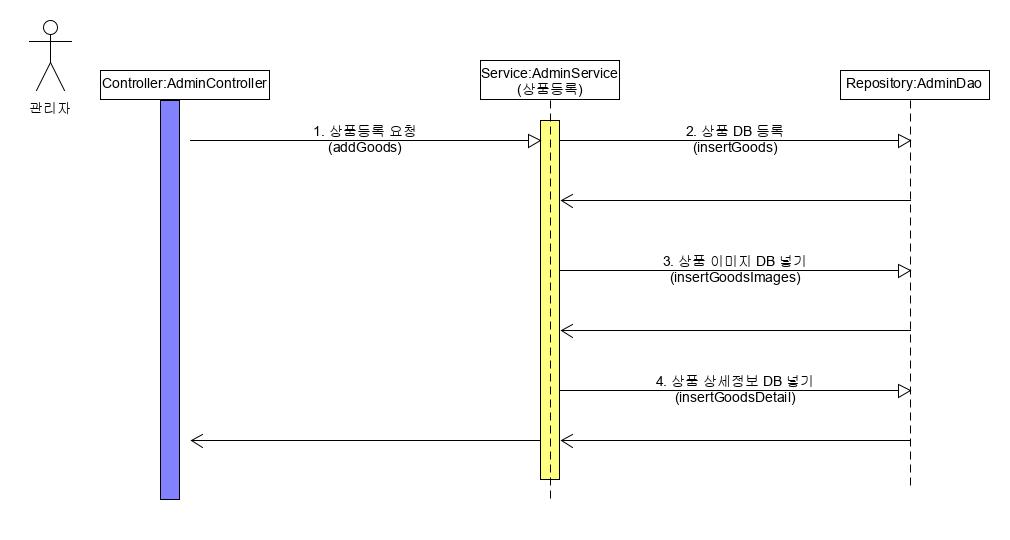 관리자
Controller:AdminController
Service:AdminService
(상품등록)
Repository:AdminDao
1. 상품등록 요청
(addGoods)
2. 상품 DB 등록
(insertGoods)
3. 상품 이미지 DB 넣기
(insertGoodsImages)
4. 상품 상세정보 DB 넣기
(insertGoodsDetail)